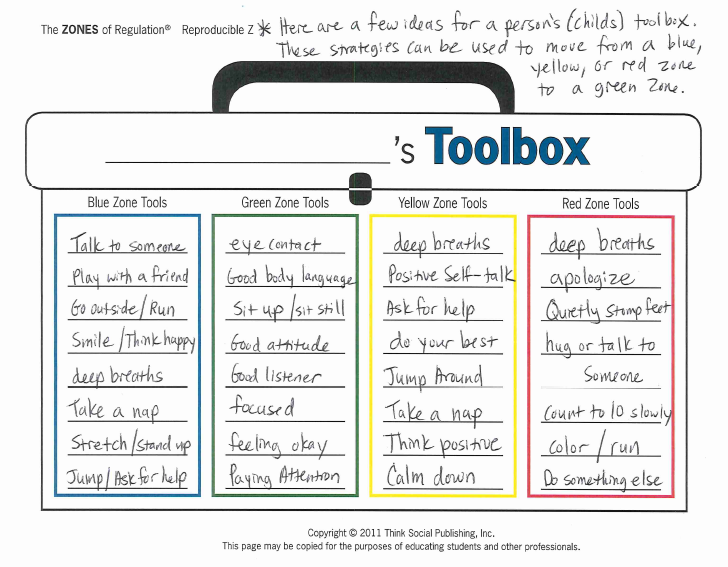 The ZONES of Regulation® Reproducible Z * Here are a few ideas for a person's (childs) toolbox.
These strategies can be used to move from a blue,
yellow, or red zone
to a green zone.
's Toolbox
Blue Zone Tools
Talk to someone
Play with a friend
Go outside/Run
Smile/Think happy
deep breaths
Take a nap
Stretch/stand up
Jump/Ask for help
Green Zone Tools
eye contact
Good body language
Sit up/sit still
Good attitude
Good listener
focused
feeling okay
Paying Attention
Yellow Zone Tools
deep breaths
Positive Self-talk
Ask for help
do your best
Jump Around
Take a nap
Think positive
Calm down
Red Zone Tools
deep breaths
apologize
Quietly stomp feet
hug or talk to
someone
count to 10 slowly
color/run
Do something else
Copyright © 2011 Think Social Publishing, Inc.
This page may be copied for the purposes of educating students and other professionals.